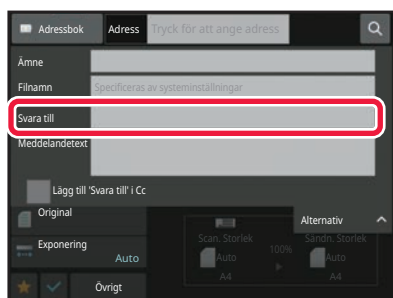 Adressbok Adress Tryck för att ange adress
Ämne
Filnamn Specificeras av systeminställningar
Svara till
Meddelandetext
Lägg till 'Svara till' i Cc
Original
Alternativ
Exponering
Auto
Scan. Storlek 100% Sändn. Storlek
Auto Auto
A4 A4
Övrigt